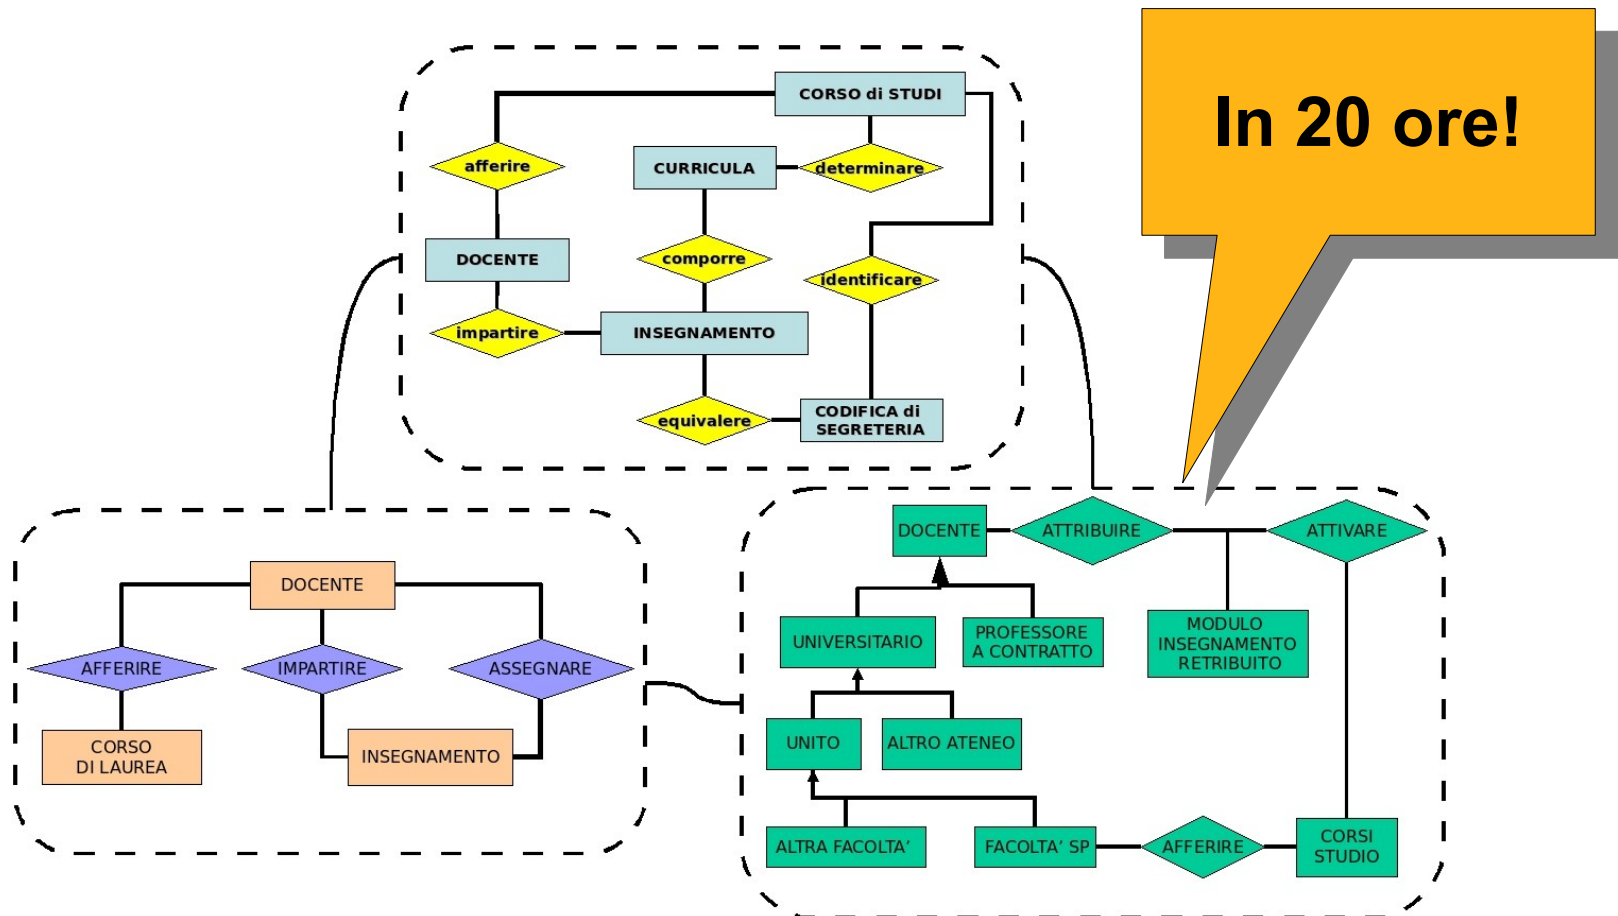 In 20 ore!
CORSO di STUDI
afferire
CURRICULA
determinare
DOCENTE
comporre
identificare
impartire
INSEGNAMENTO
equivalere
CODIFICA di
SEGRETERIA
DOCENTE
AFFERIRE
IMPARTIRE
ASSEGNARE
CORSO
DI LAUREA
INSEGNAMENTO
DOCENTE
ATTRIBUIRE
ATTIVARE
UNIVERSITARIO
PROFESSORE
A CONTRATTO
MODULO
INSEGNAMENTO
RETRIBUITO
UNITO
ALTRO ATENEO
ALTRA FACOLTA'
FACOLTA' SP
AFFERIRE
CORSI
STUDIO